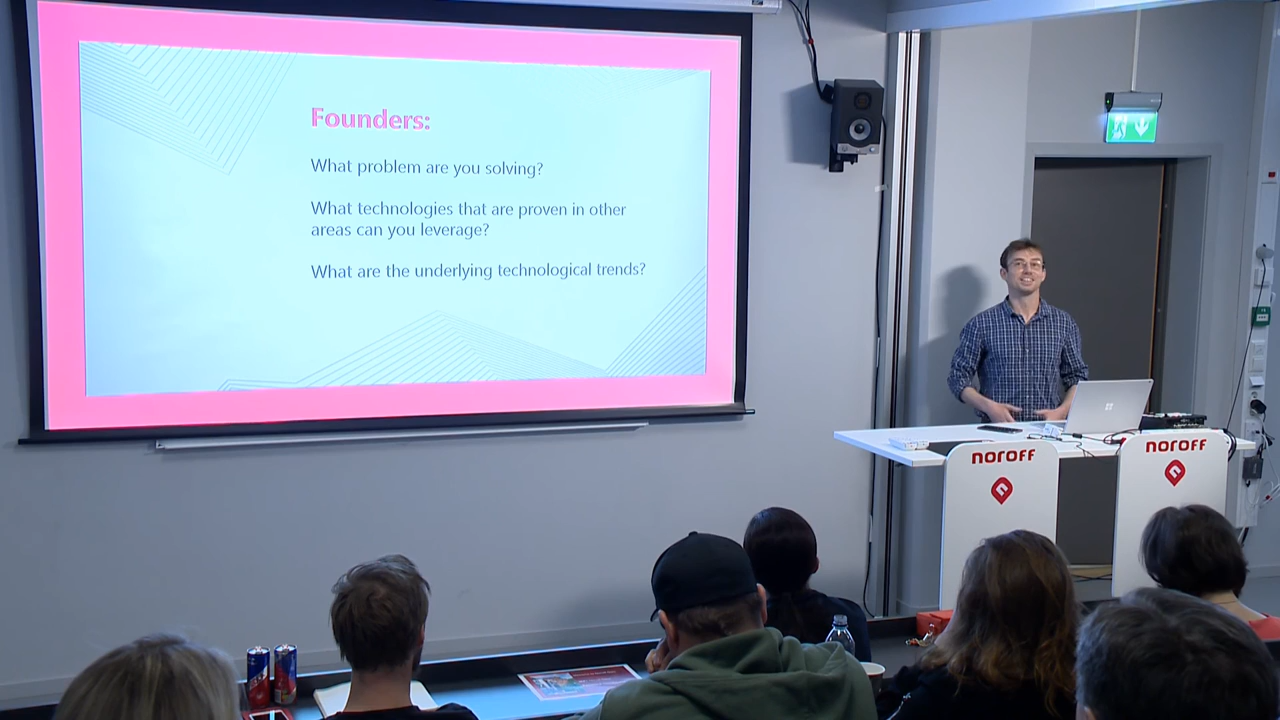 Founders:
What problem are you solving?
What technologies that are proven in other
areas can you leverage?
What are the underlying technological trends?
noroff
noroff